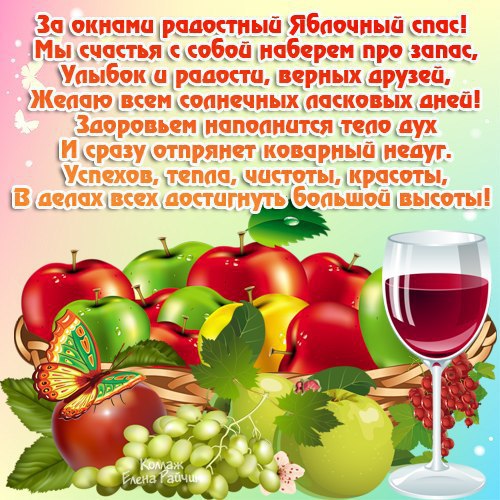 За окнами радостный Яблочный спас!
Мы счастья с собой наберем про запас,
Улыбок и радости, верных друзей,
Желаю всем солнечных ласковых дней!
Здоровьем наполнится тело дух
И сразу отпрянет коварный недуг.
Успехов, тепла, чистоты, красоты,
В делах всех достигнуть большой высоты!
Коллаж
Елена Райчик